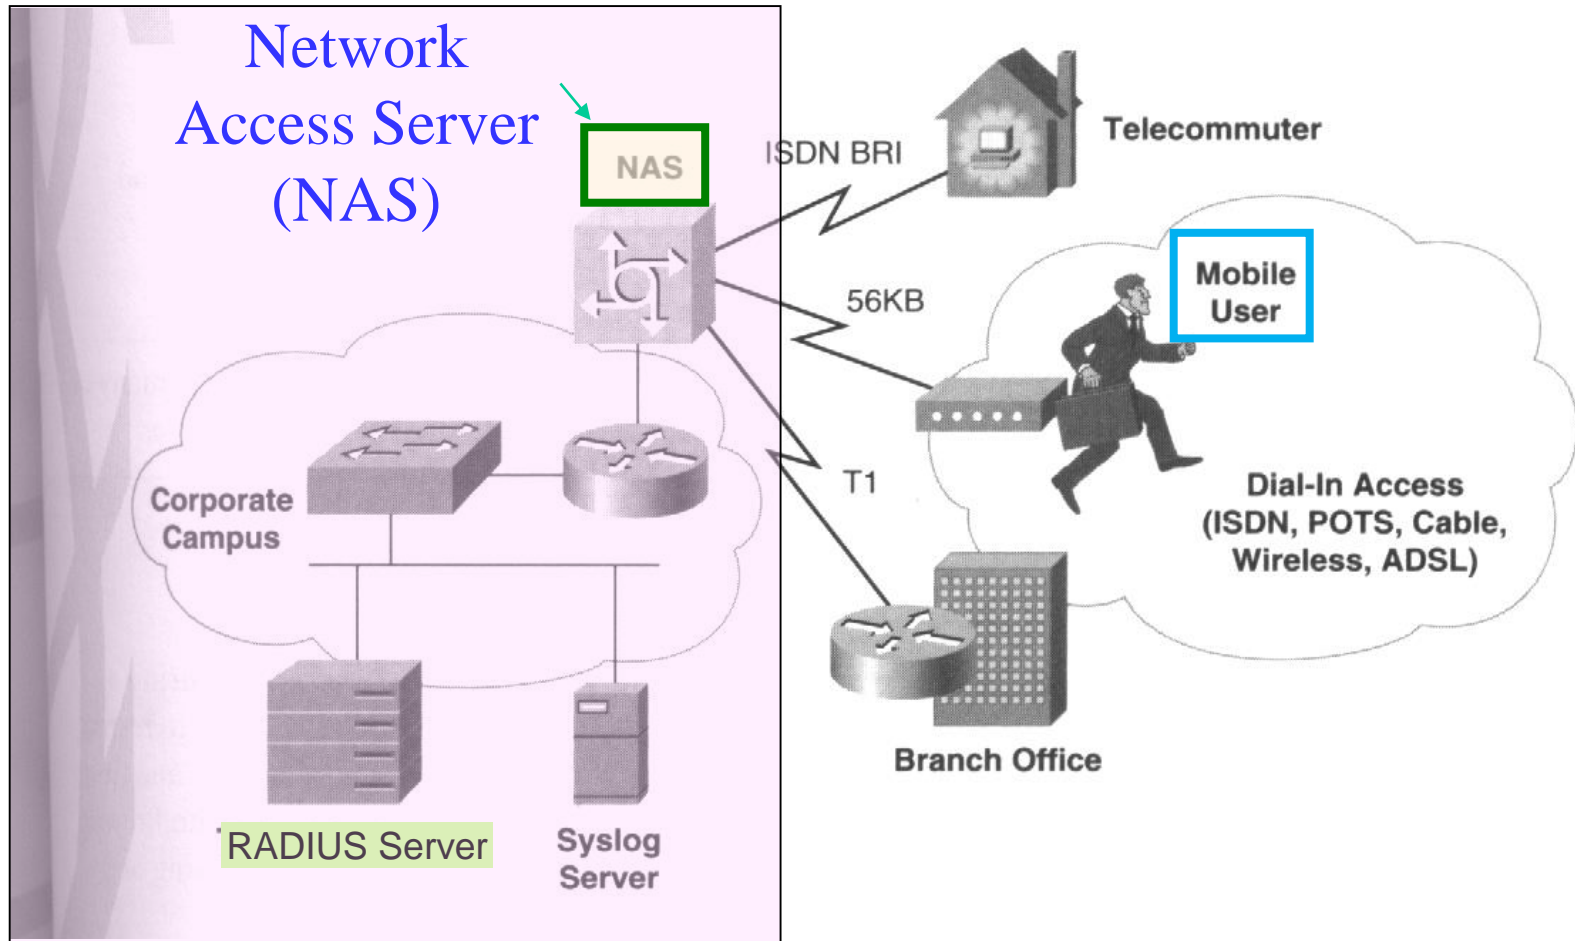 Network
Access Server
(NAS)
NAS
ISDN BRI
Telecommuter
Mobile
User
56KB
T1
Dial-In Access
(ISDN, POTS, Cable,
Wireless, ADSL)
Corporate
Campus
Branch Office
RADIUS Server
Syslog
Server